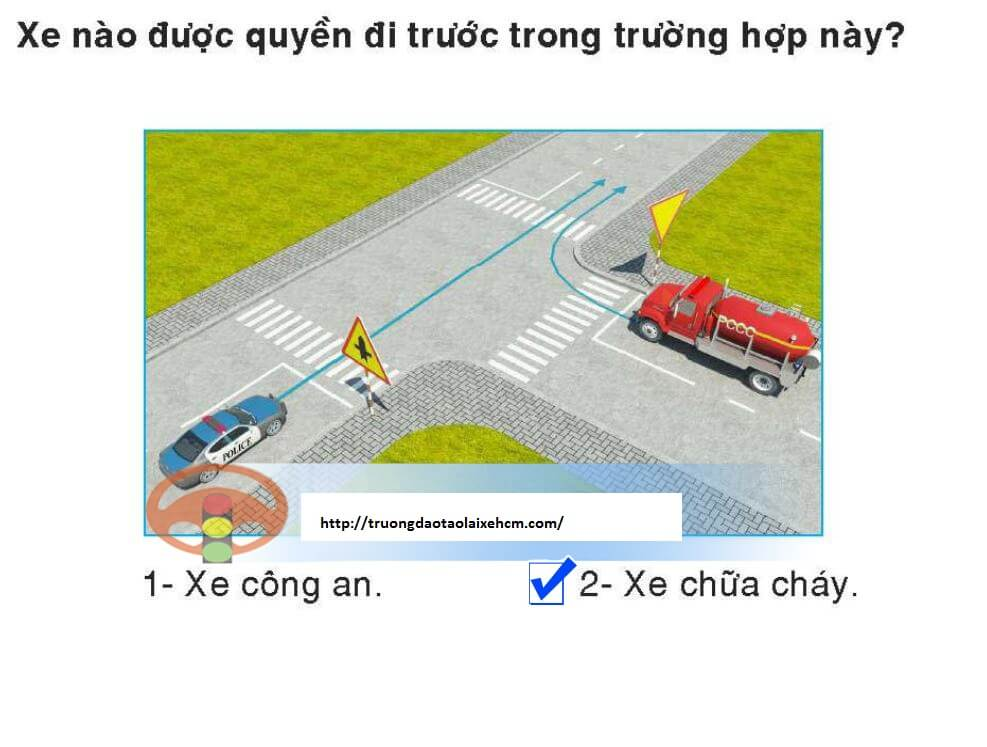 Xe nào được quyền đi trước trong trường hợp này?
PCCC
POLICE
http://truongdaotaolaixehcm.com/
1- Xe công an.
2- Xe chữa cháy.